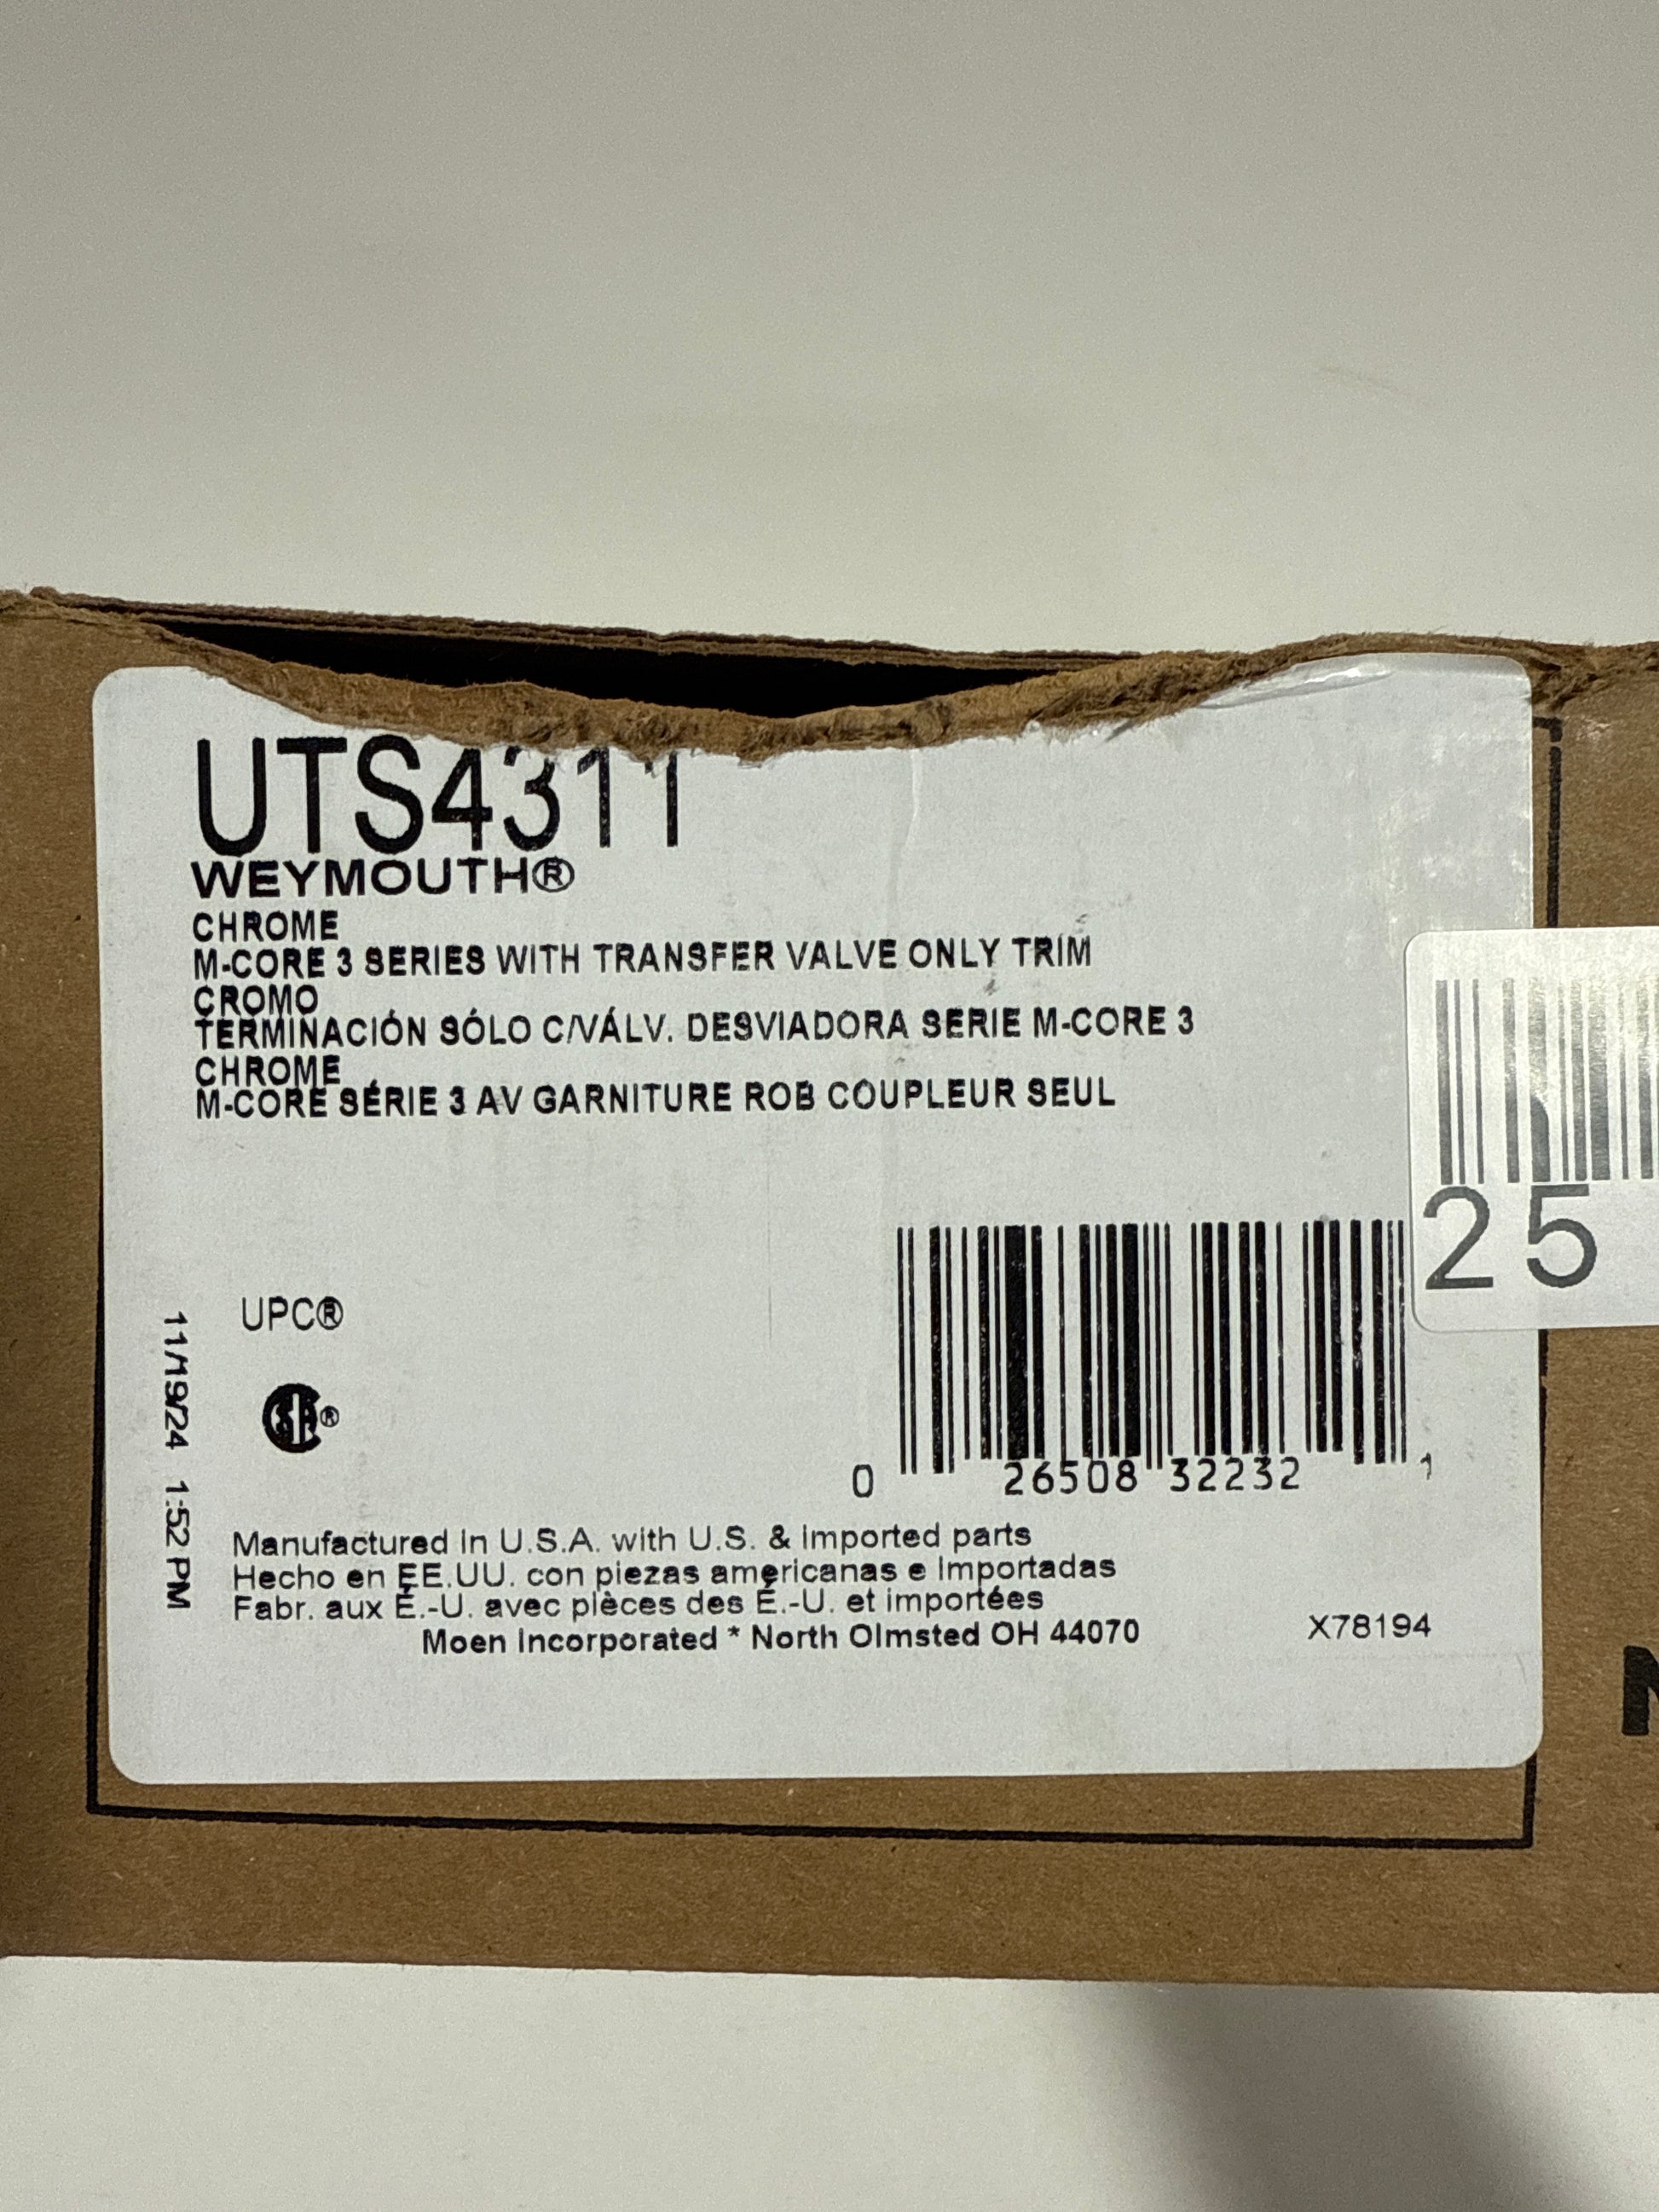 UTS4311
WEYMOUTH®
CHROME
M-CORE 3 SERIES WITH TRANSFER VALVE ONLY TRIM
CROMO
TERMINACIÓN SÓLO C/VÁLV. DESVIADORA SERIE M-CORE 3
CHROME
M-CORE SÉRIE 3 AV GARNITURE ROB COUPLEUR SEUL
25
UPC®
11/19/24 1:52 PM
0 26508 32232 1
Manufactured in U.S.A. with U.S. & imported parts
Hecho en EE.UU. con piezas américanas e Importadas
Fabr. aux É.-U. avec pièces des É.-U. et importées
Moen Incorporated * North Olmsted OH 44070
X78194